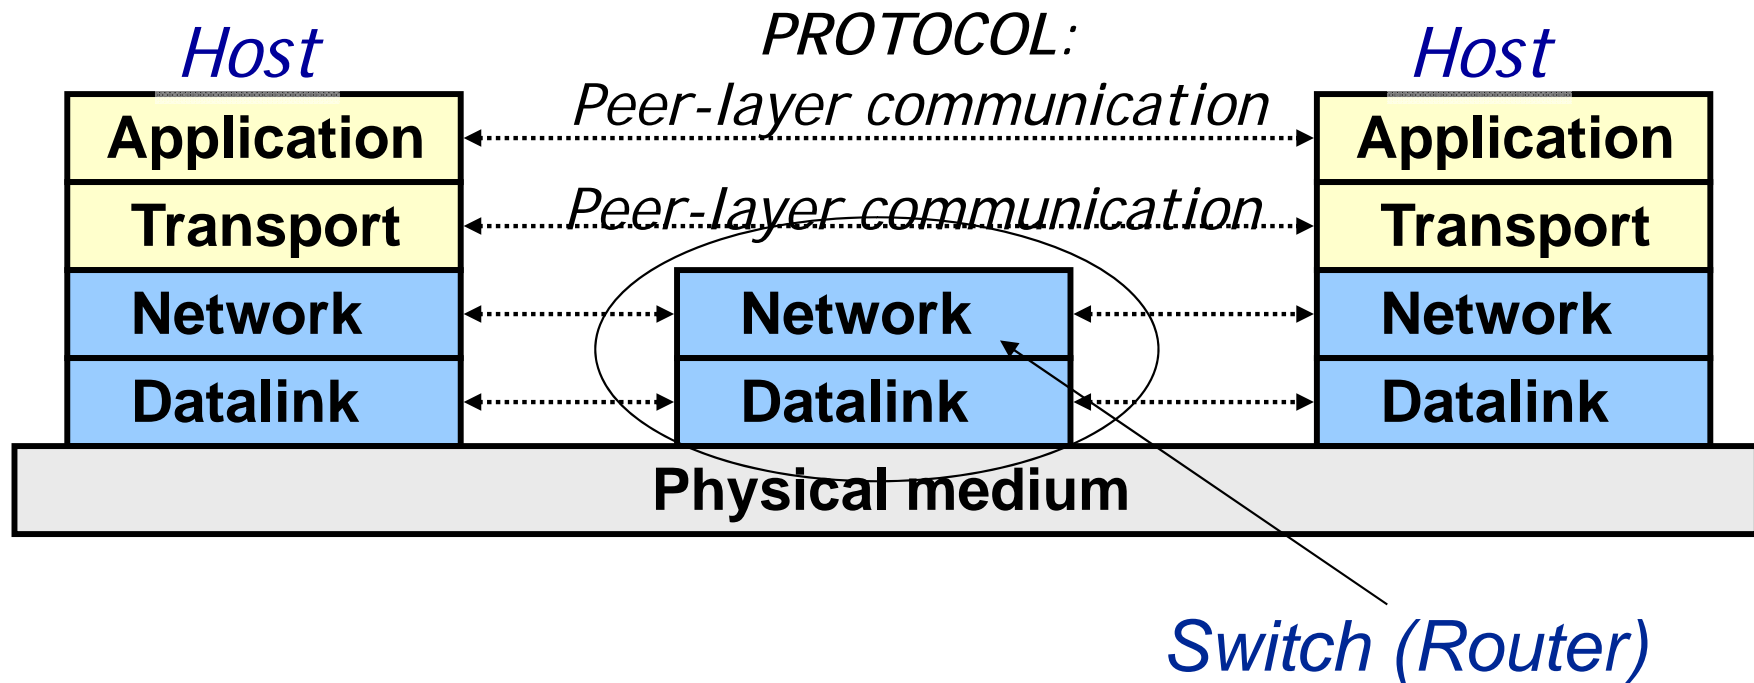 Host
PROTOCOL:
Host
Peer-layer communication
Application
Application
Peer-layer communication
Transport
Transport
Network
Network
Network
Datalink
Datalink
Datalink
Physical medium
Switch (Router)